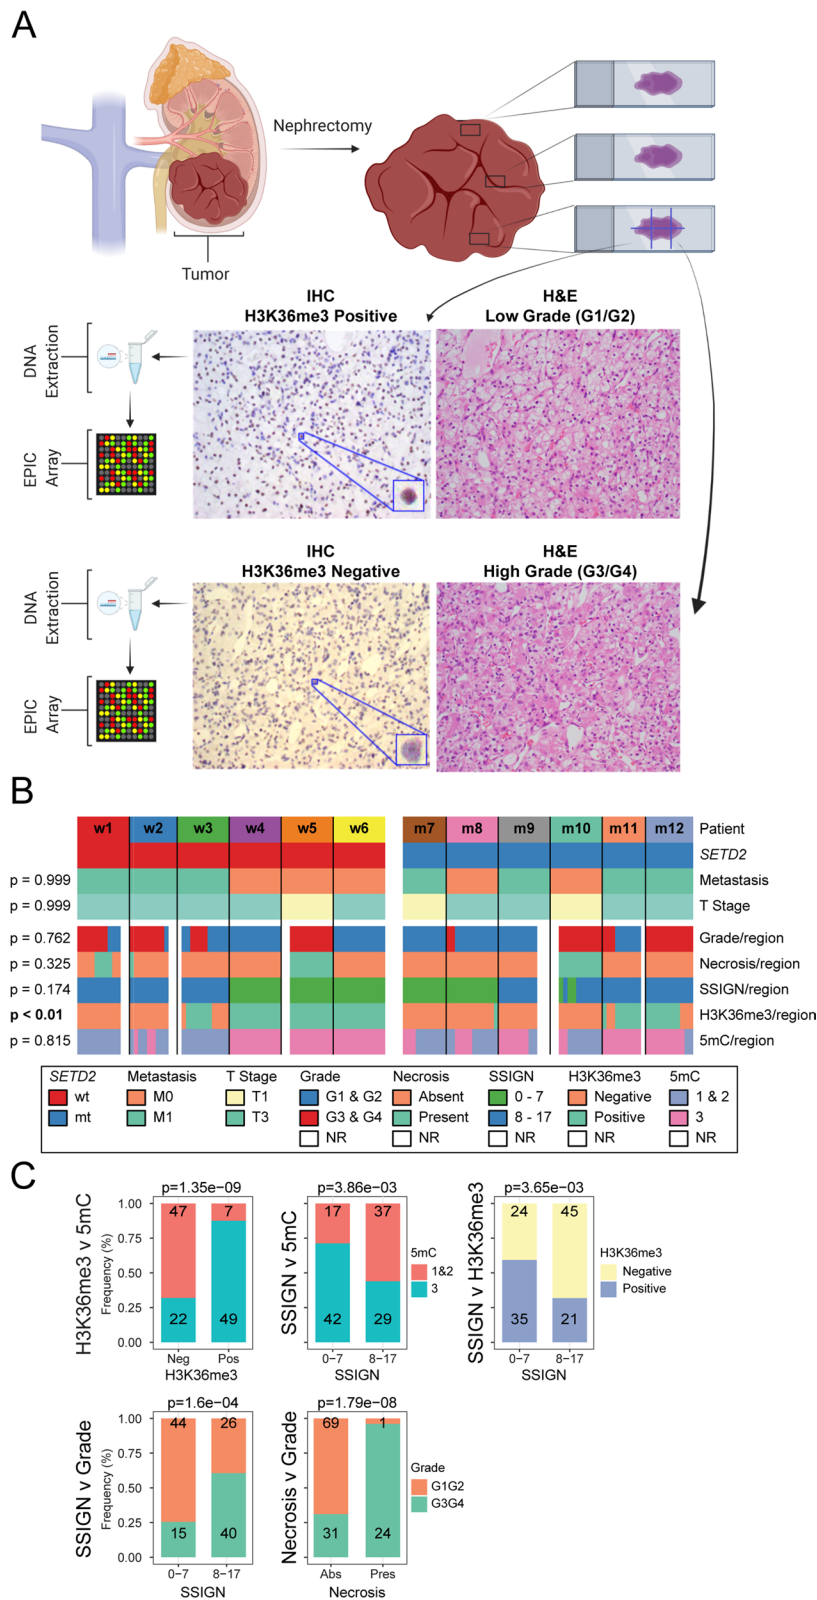 A
Nephrectomy
Tumor
IHC
H3K36me3 Positive
H&E
Low Grade (G1/G2)
DNA
Extraction
EPIC
Array
IHC
H3K36me3 Negative
H&E
High Grade (G3/G4)
DNA
Extraction
EPIC
Array
B
w1 w2 w3 w4 w5 w6 m7 m8 m9 m10 m11 m12 Patient
SETD2
p = 0.999 Metastasis
p = 0.999 T Stage
p = 0.762 Grade/region
p = 0.325 Necrosis/region
p = 0.174 SSIGN/region
p < 0.01 H3K36me3/region
p = 0.815 5mC/region
SETD2 Metastasis T Stage Grade Necrosis SSIGN H3K36me3 5mC
wt M0 T1 G1 & G2 Absent 0 - 7 Negative 1 & 2
mt M1 T3 G3 & G4 Present 8 - 17 Positive 3
NR NR NR NR NR
C
p=1.35e−09
H3K36me3 v 5mC
Frequency (%)
1.00
0.75
0.50
0.25
0.00
47 7
22 49
Neg Pos
H3K36me3
p=3.86e−03
SSIGN v 5mC
17 37
42 29
0−7 8−17
SSIGN
5mC
1&2
3
p=3.65e−03
SSIGN v H3K36me3
24 45
35 21
0−7 8−17
SSIGN
H3K36me3
Negative
Positive
p=1.6e−04
SSIGN v Grade
Frequency (%)
1.00
0.75
0.50
0.25
0.00
44 26
15 40
0−7 8−17
SSIGN
p=1.79e−08
Necrosis v Grade
69 1
31 24
Abs Pres
Necrosis
Grade
G1G2
G3G4